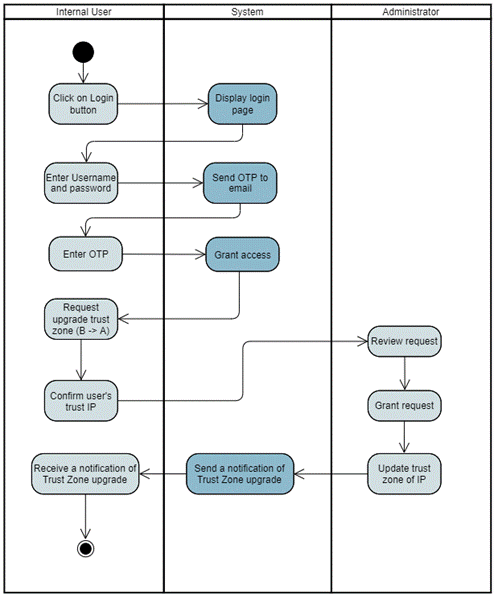 Internal User
System
Administrator
Click on Login
button
Display login
page
Enter Username
and password
Send OTP to
email
Enter OTP
Grant access
Request
upgrade trust
zone (B -> A)
Review request
Confirm user's
trust IP
Grant request
Receive a notification of
Trust Zone upgrade
Send a notification of
Trust Zone upgrade
Update trust
zone of IP